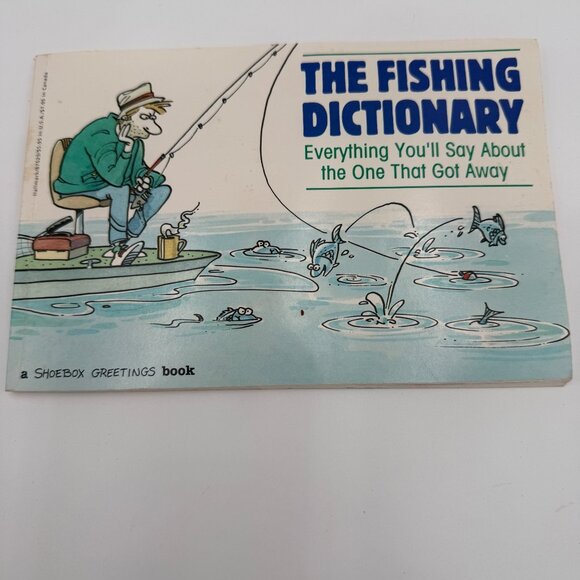 THE FISHING
DICTIONARY
Everything You'll Say About
the One That Got Away
a SHOEBOX GREETINGS book